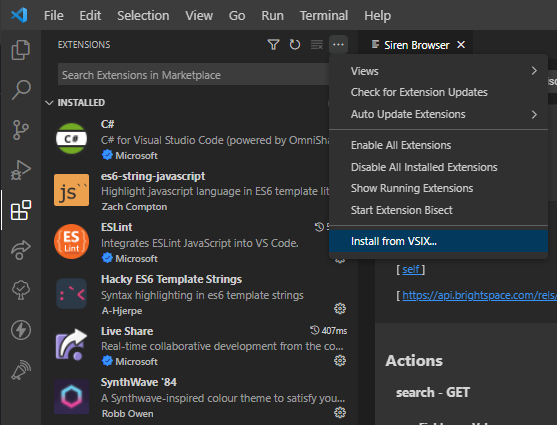 File Edit Selection View Go Run Terminal Help
EXTENSIONS
Siren Browser
Search Extensions in Marketplace
INSTALLED
C#
C# for Visual Studio Code (powered by OmniSha
Microsoft
es6-string-javascript
Highlight javascript language in ES6 template lit
Zach Compton
ESLint
Integrates ESLint JavaScript into VS Code.
Microsoft
Hacky ES6 Template Strings
Syntax highlighting in es6 template strings
A-Hjerpe
Live Share
407ms
Real-time collaborative development from the co...
Microsoft
SynthWave '84
A Synthwave-inspired colour theme to satisfy you...
Robb Owen
Views
Check for Extension Updates
Auto Update Extensions
Enable All Extensions
Disable All Installed Extensions
Show Running Extensions
Start Extension Bisect
Install from VSIX...
[ self ]
[ https://api.brightspace.com/rels/
Actions
search - GET